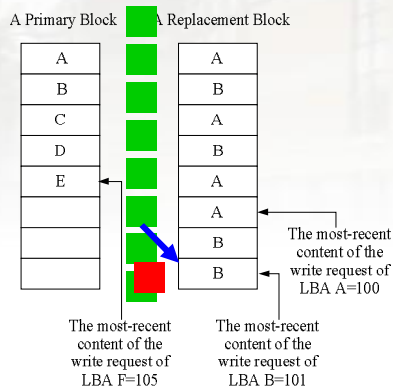 A Primary Block
A Replacement Block
A
B
C
D
E
A
B
A
B
A
A
B
B
The most-recent
content of the
write request of
LBA A=100
The most-recent
content of the
write request of
LBA F=105
The most-recent
content of the
write request of
LBA B=101